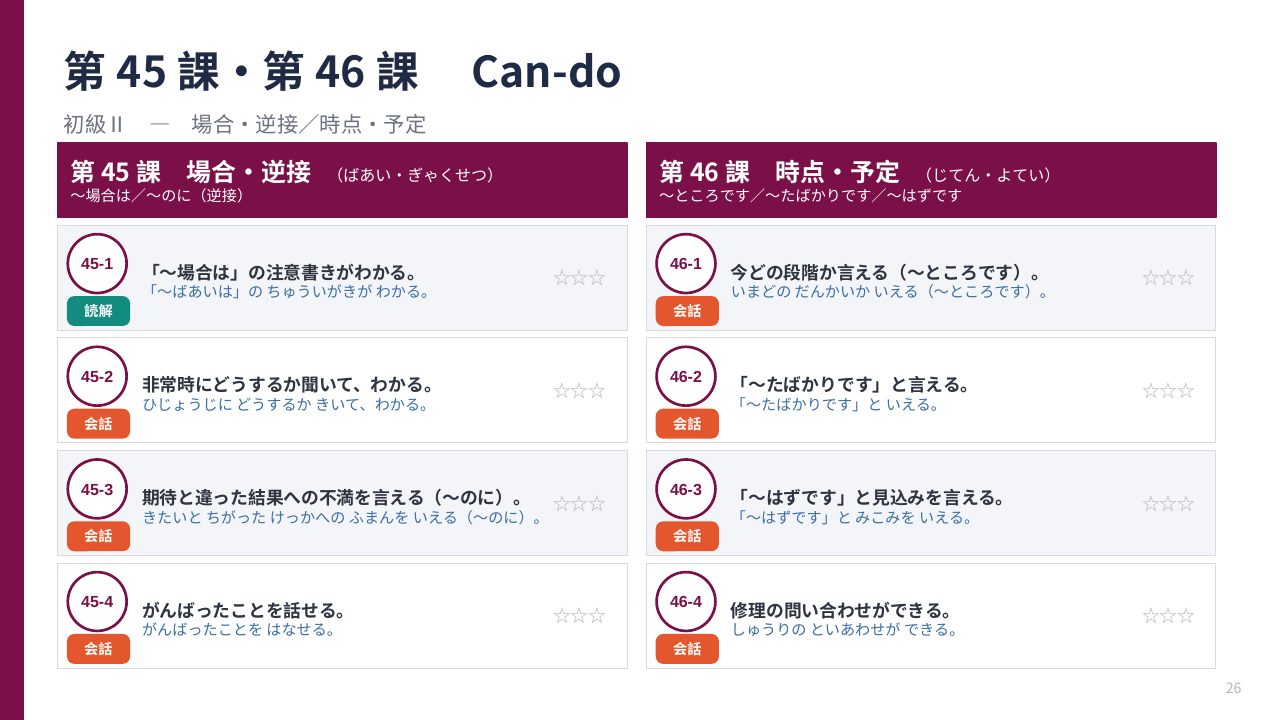 第 45 課・第 46 課　Can-do
初級Ⅱ　―　場合・逆接／時点・予定
第 45 課　場合・逆接　（ばあい・ぎゃくせつ）
～場合は／～のに（逆接）
45-1
読解
「～場合は」の注意書きがわかる。
「～ばあいは」の ちゅういがきが わかる。
☆☆☆
45-2
会話
非常時にどうするか聞いて、わかる。
ひじょうじに どうするか きいて、わかる。
☆☆☆
45-3
会話
期待と違った結果への不満を言える（～のに）。
きたいと ちがった けっかへの ふまんを いえる（～のに）。
☆☆☆
45-4
会話
がんばったことを話せる。
がんばったことを はなせる。
☆☆☆
第 46 課　時点・予定　（じてん・よてい）
～ところです／～たばかりです／～はずです
46-1
会話
今どの段階か言える（～ところです）。
いまどの だんかいか いえる（～ところです）。
☆☆☆
46-2
会話
「～たばかりです」と言える。
「～たばかりです」と いえる。
☆☆☆
46-3
会話
「～はずです」と見込みを言える。
「～はずです」と みこみを いえる。
☆☆☆
46-4
会話
修理の問い合わせができる。
しゅうりの といあわせが できる。
☆☆☆
26